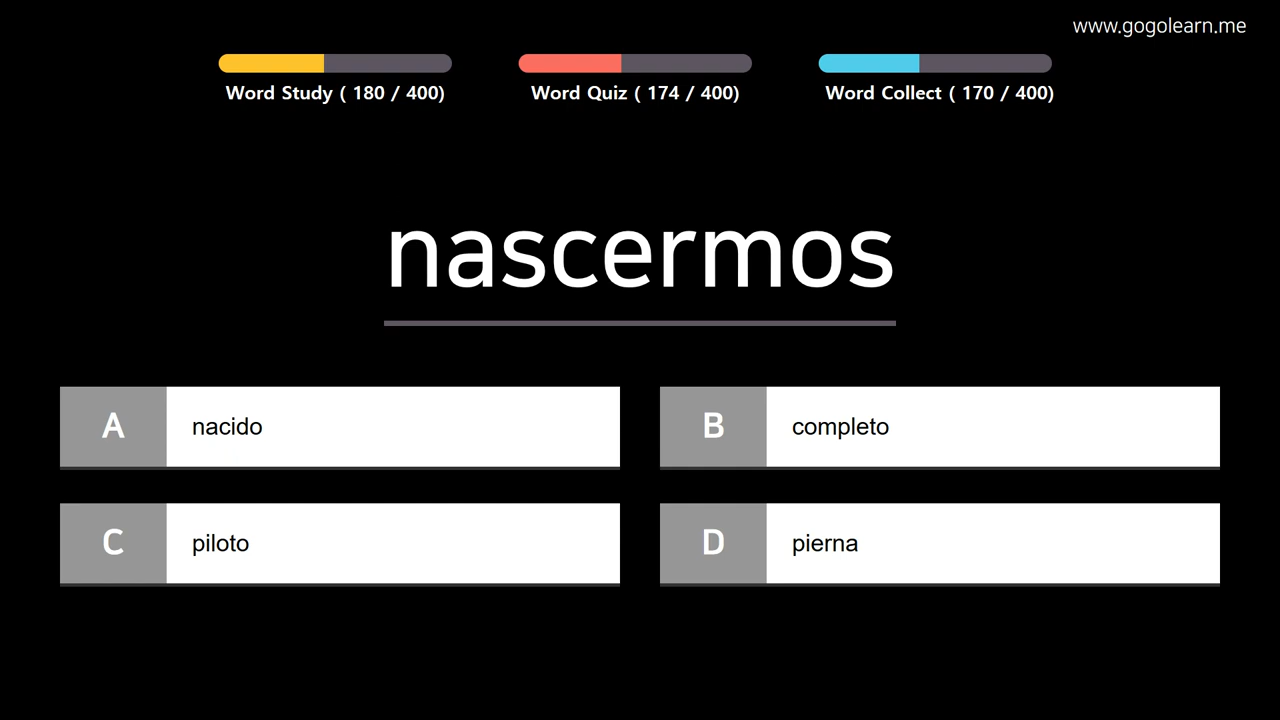 www.gogolearn.me
Word Study ( 180 / 400)
Word Quiz ( 174 / 400)
Word Collect ( 170 / 400)
nascermos
A nacido
B completo
C piloto
D pierna